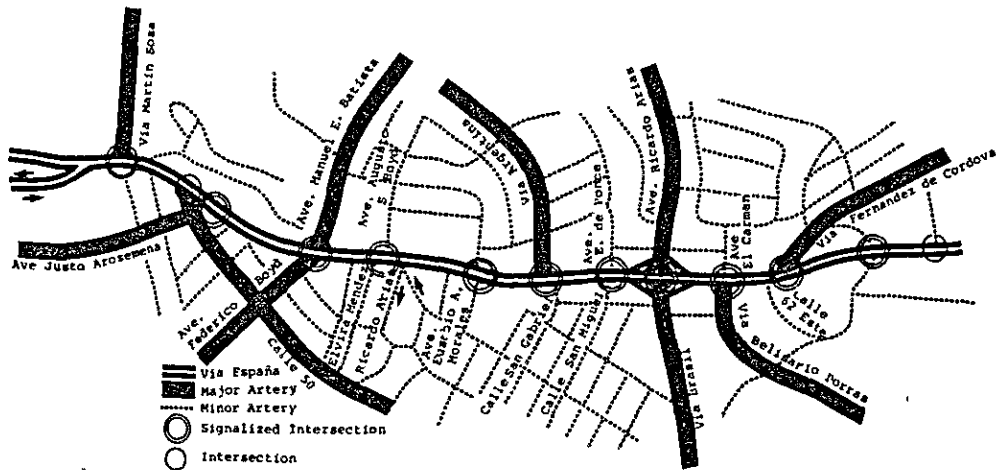 Via Martin Sosa
Ave. Manuel E. Batista
Ave. Augusto
S. Boyd
Via Argentina
Ave.
E. de Ponce
Ave. Ricardo Arias
Ave
El Carmen
Via Fernandez de Cordova
Ave Justo Arosemena
Ave.
Federico Boyd
Calle 50
Elvira Mendez
Ricardo Arias
Ave.
Eusebio A.
Morales
Calle San Gabriel
Calle San Miguel
Via Brasil
Via
Belisario Porras
Calle
62 Este
Via España
Major Artery
Minor Artery
Signalized Intersection
Intersection